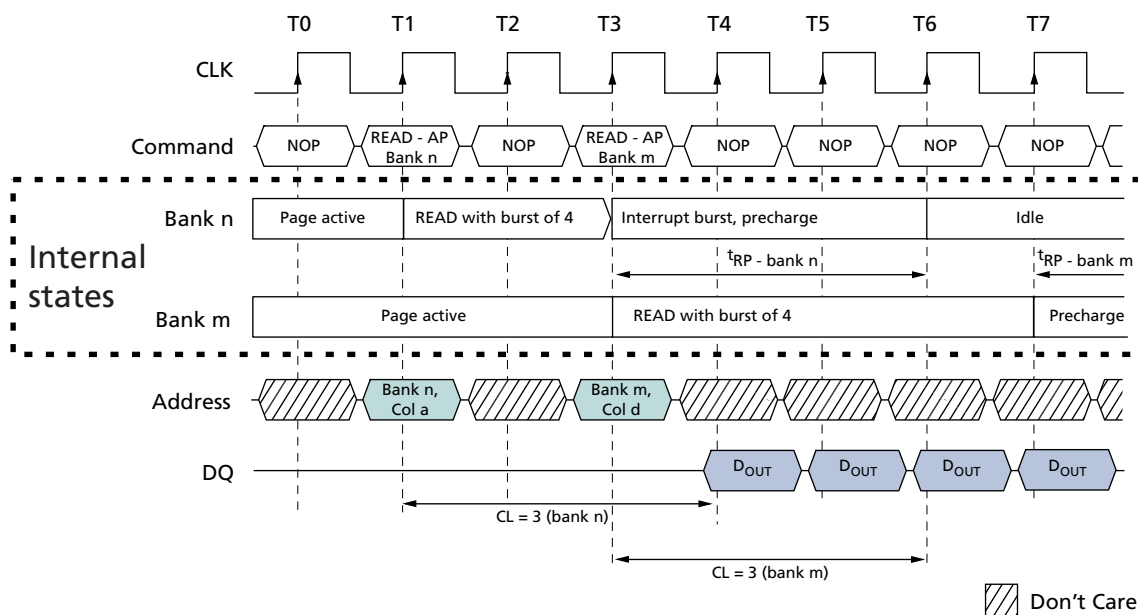 T0 T1 T2 T3 T4 T5 T6 T7
CLK
Command NOP READ - AP Bank n NOP READ - AP Bank m NOP NOP NOP NOP
Internal states
Bank n Page active READ with burst of 4 Interrupt burst, precharge Idle
tRP - bank n tRP - bank m
Bank m Page active READ with burst of 4 Precharge
Address Bank n, Col a Bank m, Col d
DQ DOUT DOUT DOUT DOUT
CL = 3 (bank n)
CL = 3 (bank m)
Don't Care